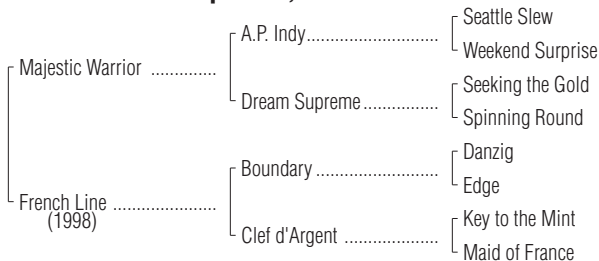 Seattle Slew
A.P. Indy..............................
Weekend Surprise
Majestic Warrior ..............
Seeking the Gold
Dream Supreme.................
Spinning Round
Danzig
Boundary ............................
Edge
French Line ......................
(1998)
Key to the Mint
Clef d'Argent .....................
Maid of France